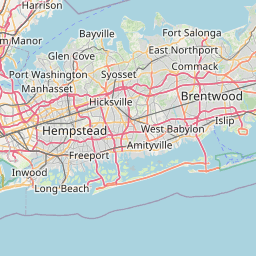 Harrison
m Manor
Bayville
Fort Salonga
Glen Cove
East Northport
Port Washington
Syosset
Commack
Manhasset
Hicksville
Brentwood
Hempstead
West Babylon
Islip
Freeport
Amityville
Inwood
Long Beach